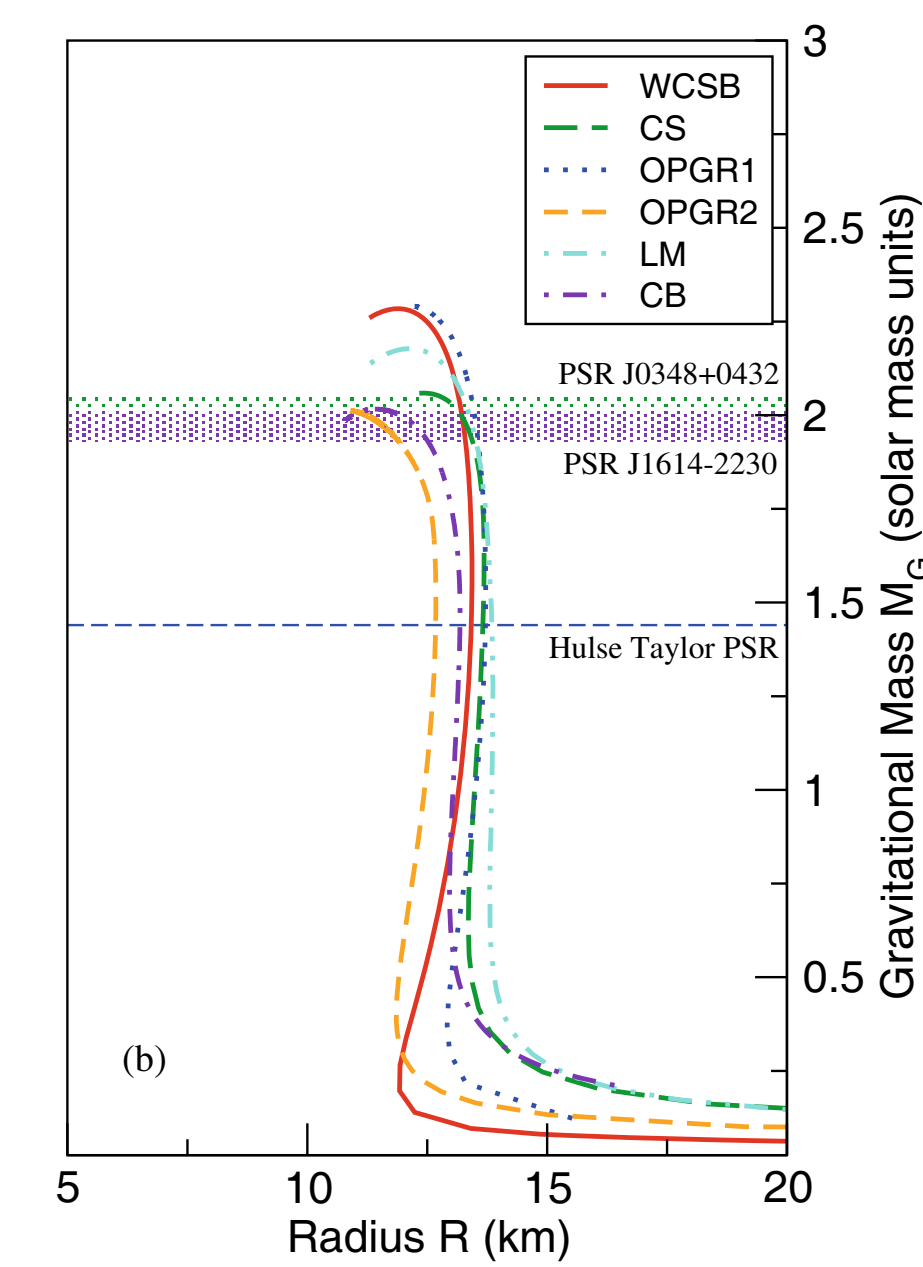 3
WCSB
CS
OPGR1
OPGR2
LM
CB
2.5
PSR J0348+0432
2
PSR J1614-2230
1.5
Hulse Taylor PSR
1
0.5
(b)
5 10 15 20
Radius R (km)
Gravitational Mass M_G (solar mass units)